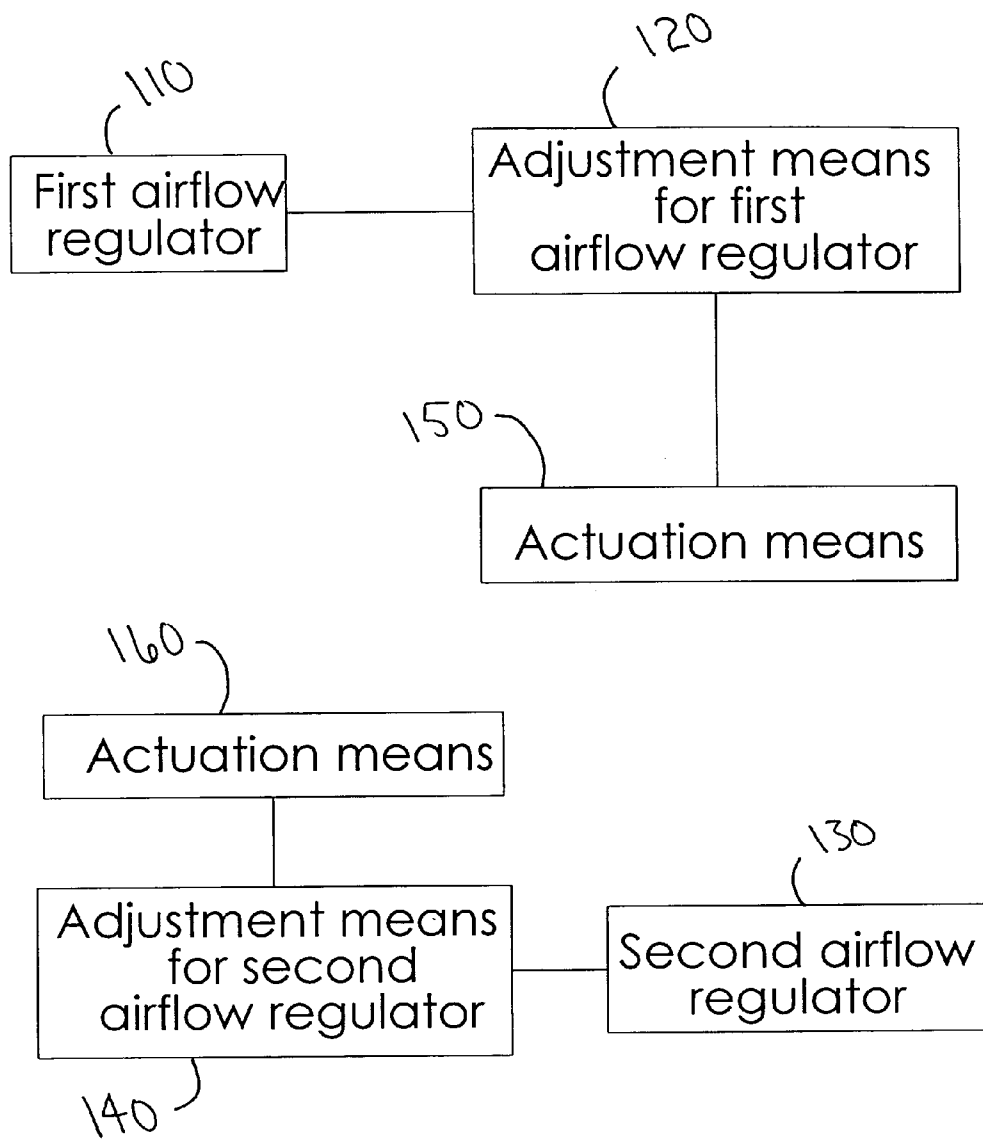 110
120
First airflow
regulator
Adjustment means
for first
airflow regulator
150
Actuation means
160
Actuation means
130
Adjustment means
for second
airflow regulator
Second airflow
regulator
140